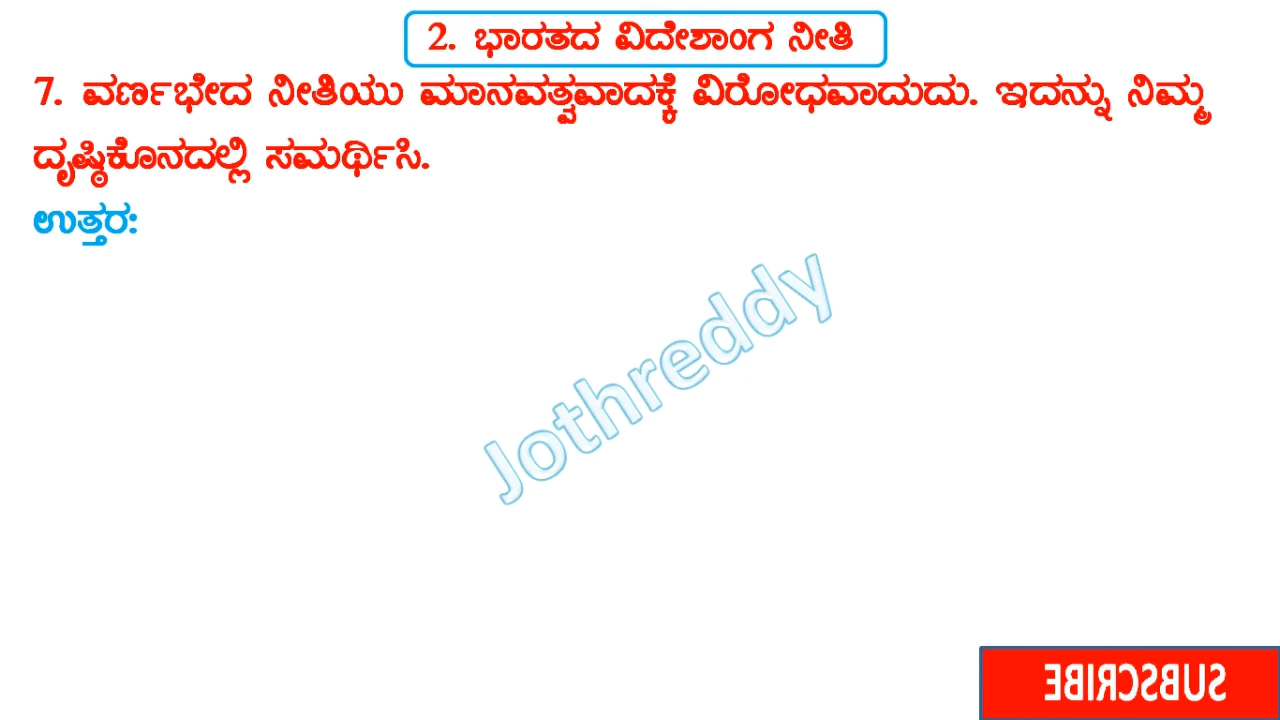 2. ಭಾರತದ ವಿದೇಶಾಂಗ ನೀತಿ
7. ವರ್ಣಭೇದ ನೀತಿಯು ಮಾನವತ್ವವಾದಕ್ಕೆ ವಿರೋಧವಾದುದು. ಇದನ್ನು ನಿಮ್ಮ
ದೃಷ್ಠಿಕೊನದಲ್ಲಿ ಸಮರ್ಥಿಸಿ.
ಉತ್ತರ:
Jothreddy
SUBSCRIBE